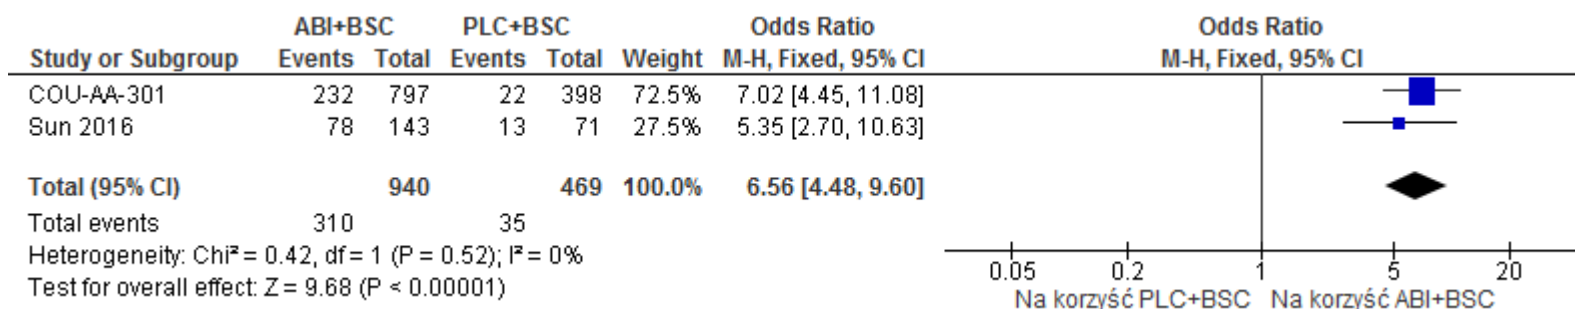 ABI+BSC PLC+BSC Odds Ratio Odds Ratio
Study or Subgroup Events Total Events Total Weight M-H, Fixed, 95% CI M-H, Fixed, 95% CI
COU-AA-301 232 797 22 398 72.5% 7.02 [4.45, 11.08]
Sun 2016 78 143 13 71 27.5% 5.35 [2.70, 10.63]
Total (95% CI) 940 469 100.0% 6.56 [4.48, 9.60]
Total events 310 35
Heterogeneity: Chi² = 0.42, df = 1 (P = 0.52); I² = 0%
Test for overall effect: Z = 9.68 (P < 0.00001)
0.05 0.2 1 5 20
Na korzyść PLC+BSC Na korzyść ABI+BSC